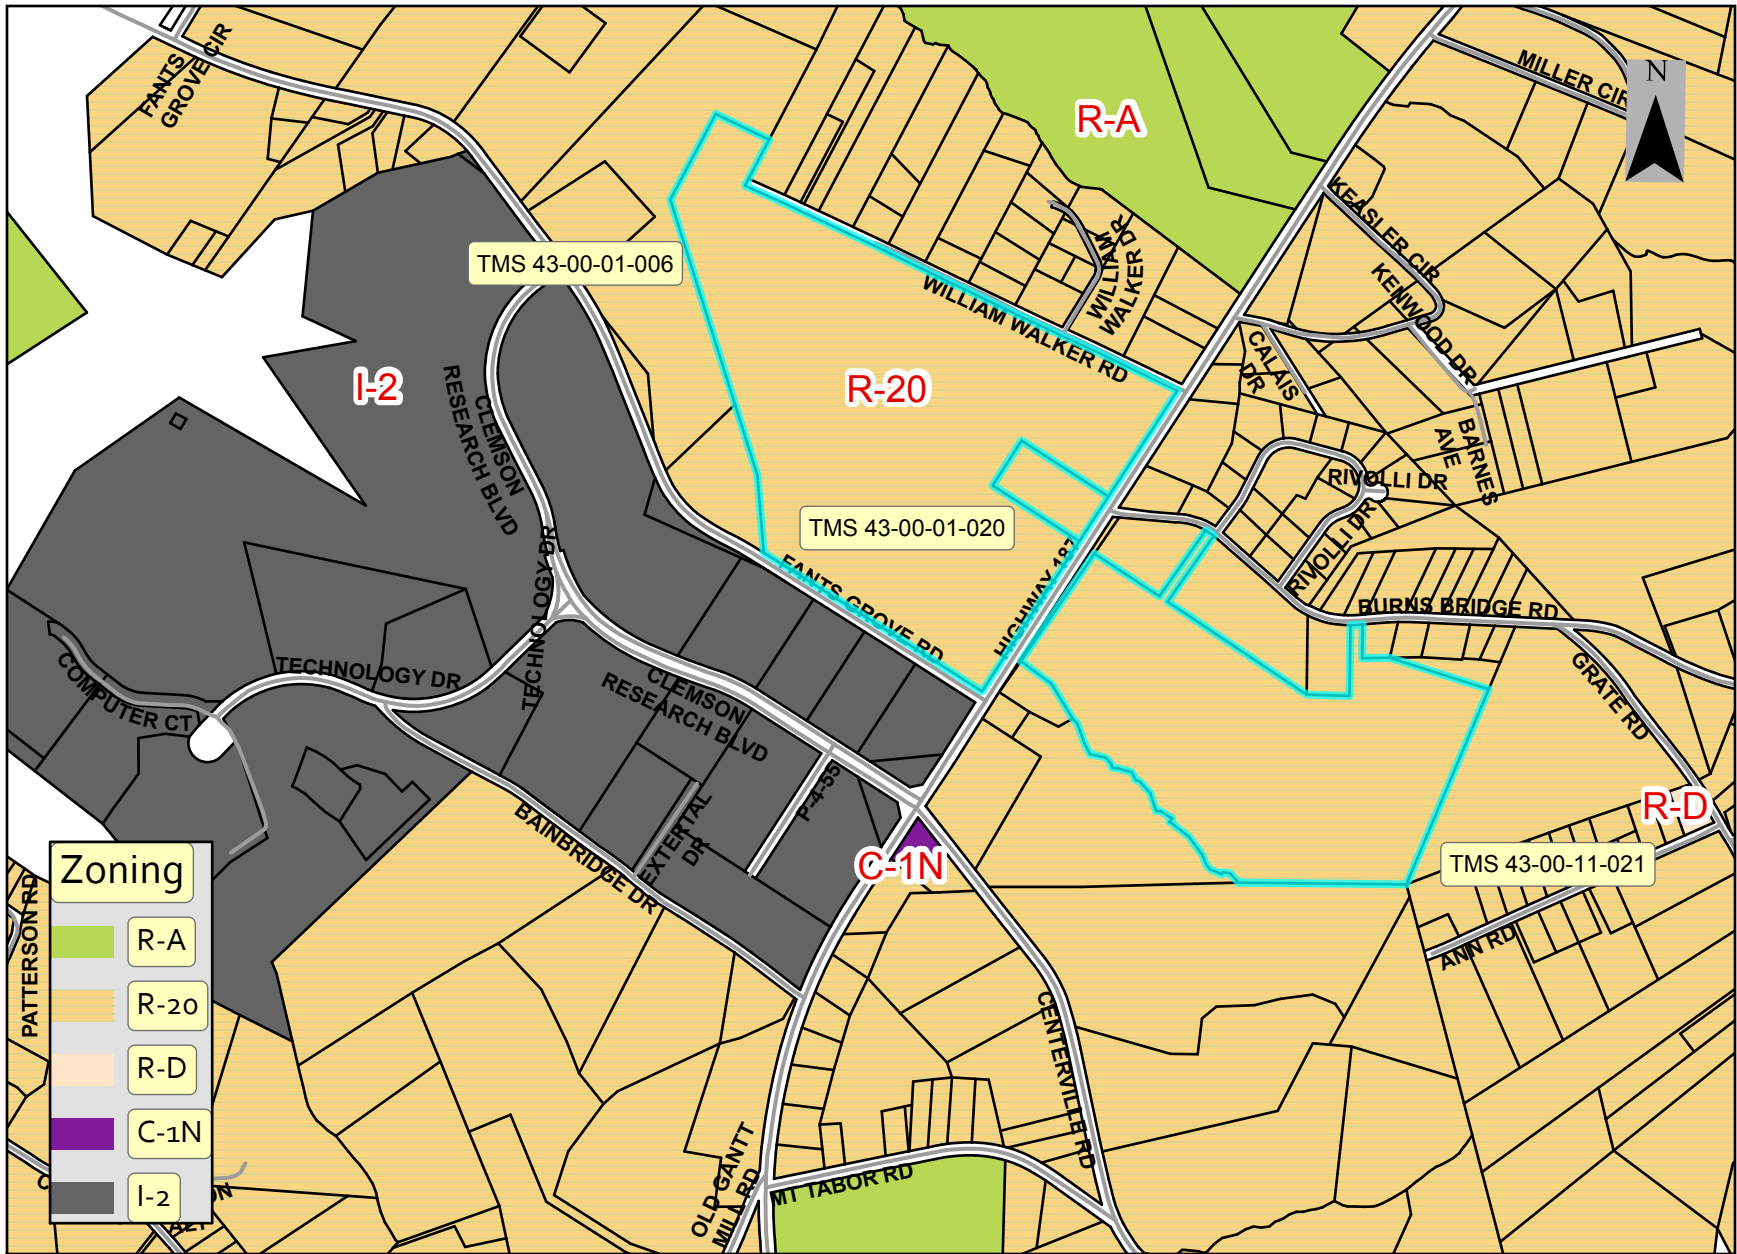 FANTS
GROVE CIR
MILLER CIR
N
R-A
KEASLER CIR
WILLIAM
WALKER DR
TMS 43-00-01-006
WILLIAM WALKER RD
KENWOOD DR
CALAIS
DR
I-2
R-20
CLEMSON
RESEARCH BLVD
BARNES
AVE
RIVOLLI DR
TMS 43-00-01-020
RIVOLLI DR
HIGHWAY 187
FANTS GROVE RD
TECHNOLOGY DR
BURNS BRIDGE RD
TECHNOLOGY DR
COMPUTER CT
CLEMSON
RESEARCH BLVD
GRATE RD
P-4-55
EXTERTIAL
DR
BAINBRIDGE DR
R-D
C-1N
TMS 43-00-11-021
ANN RD
PATTERSON RD
CENTERVILLE RD
OLD GANTT
MILL RD
MT TABOR RD
Zoning
R-A
R-20
R-D
C-1N
I-2